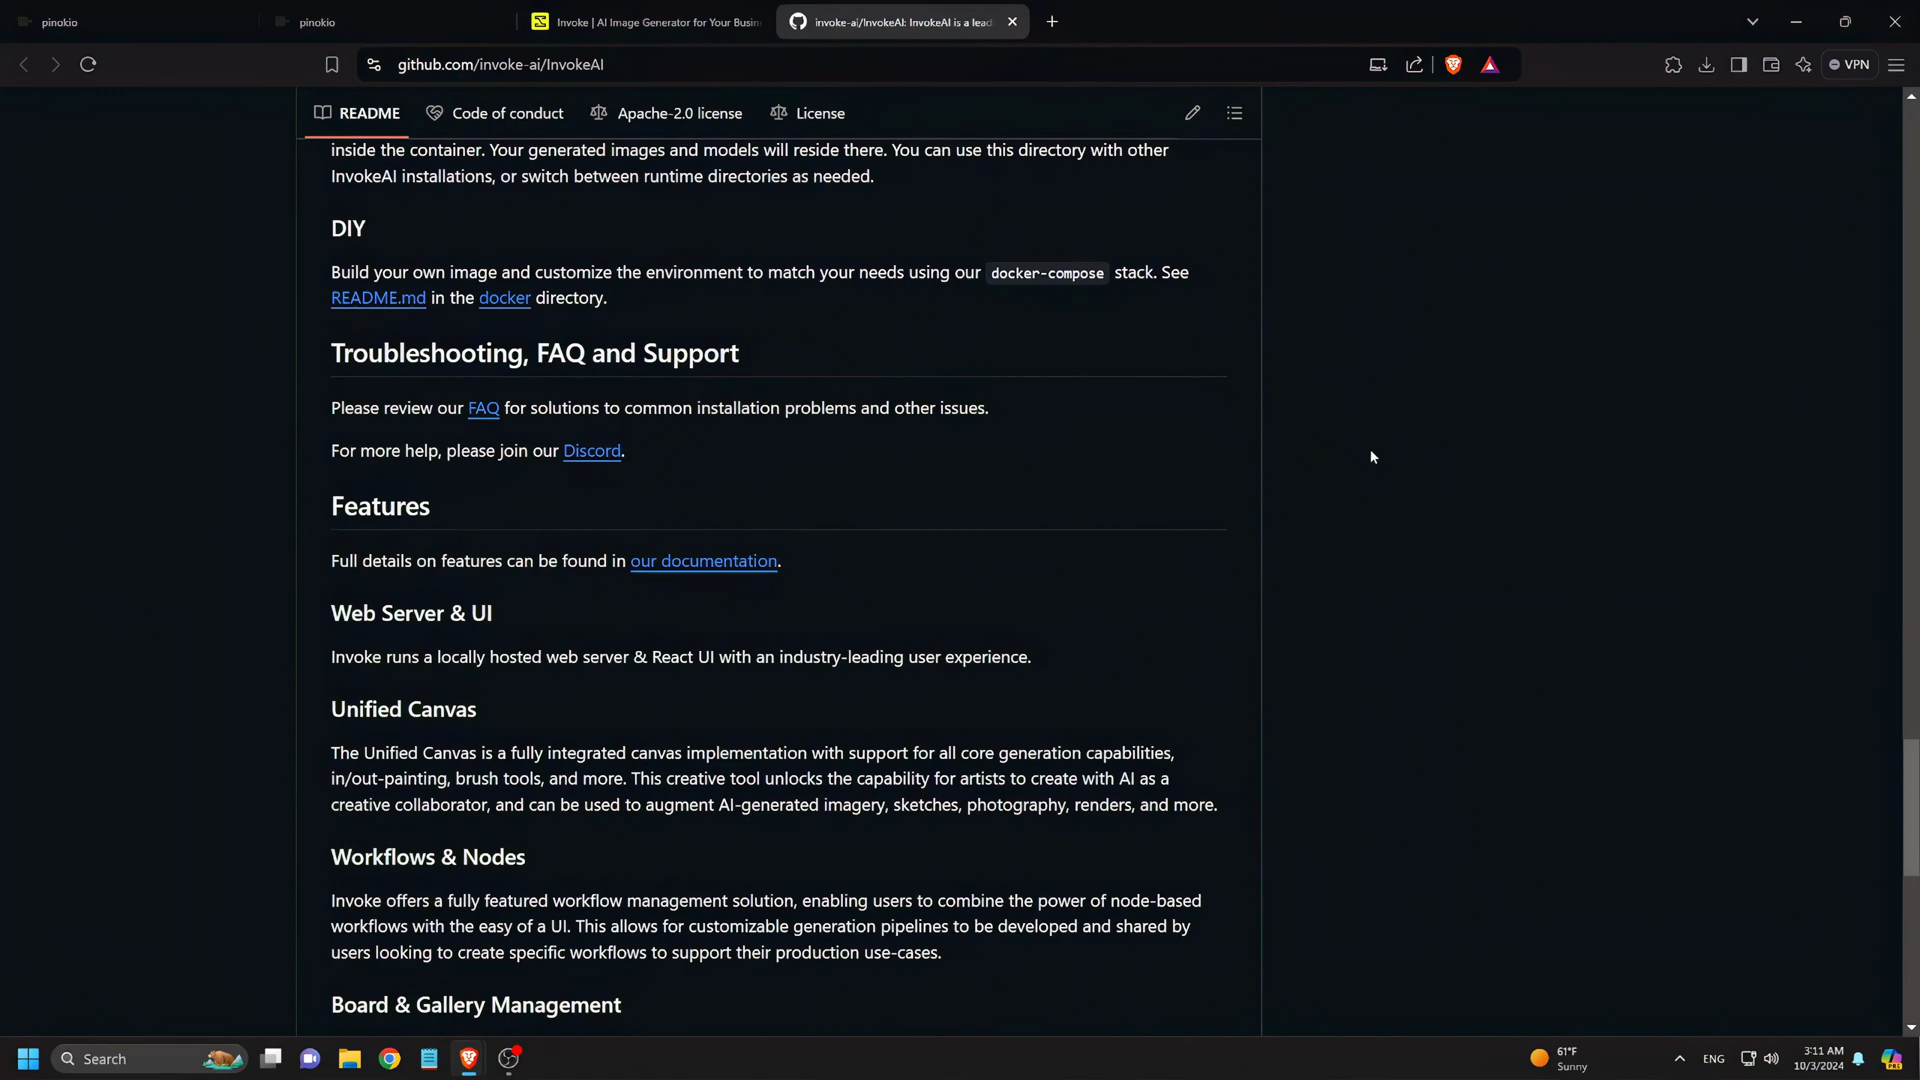 pinokio
pinokio
Invoke | AI Image Generator for Your Busin
invoke-ai/InvokeAI: InvokeAI is a lead
github.com/invoke-ai/InvokeAI
VPN
README
Code of conduct
Apache-2.0 license
License
inside the container. Your generated images and models will reside there. You can use this directory with other
InvokeAI installations, or switch between runtime directories as needed.
DIY
Build your own image and customize the environment to match your needs using our docker-compose stack. See
README.md in the docker directory.
Troubleshooting, FAQ and Support
Please review our FAQ for solutions to common installation problems and other issues.
For more help, please join our Discord.
Features
Full details on features can be found in our documentation.
Web Server & UI
Invoke runs a locally hosted web server & React UI with an industry-leading user experience.
Unified Canvas
The Unified Canvas is a fully integrated canvas implementation with support for all core generation capabilities,
in/out-painting, brush tools, and more. This creative tool unlocks the capability for artists to create with AI as a
creative collaborator, and can be used to augment AI-generated imagery, sketches, photography, renders, and more.
Workflows & Nodes
Invoke offers a fully featured workflow management solution, enabling users to combine the power of node-based
workflows with the easy of a UI. This allows for customizable generation pipelines to be developed and shared by
users looking to create specific workflows to support their production use-cases.
Board & Gallery Management
Search
61°F
Sunny
ENG
3:11 AM
10/3/2024